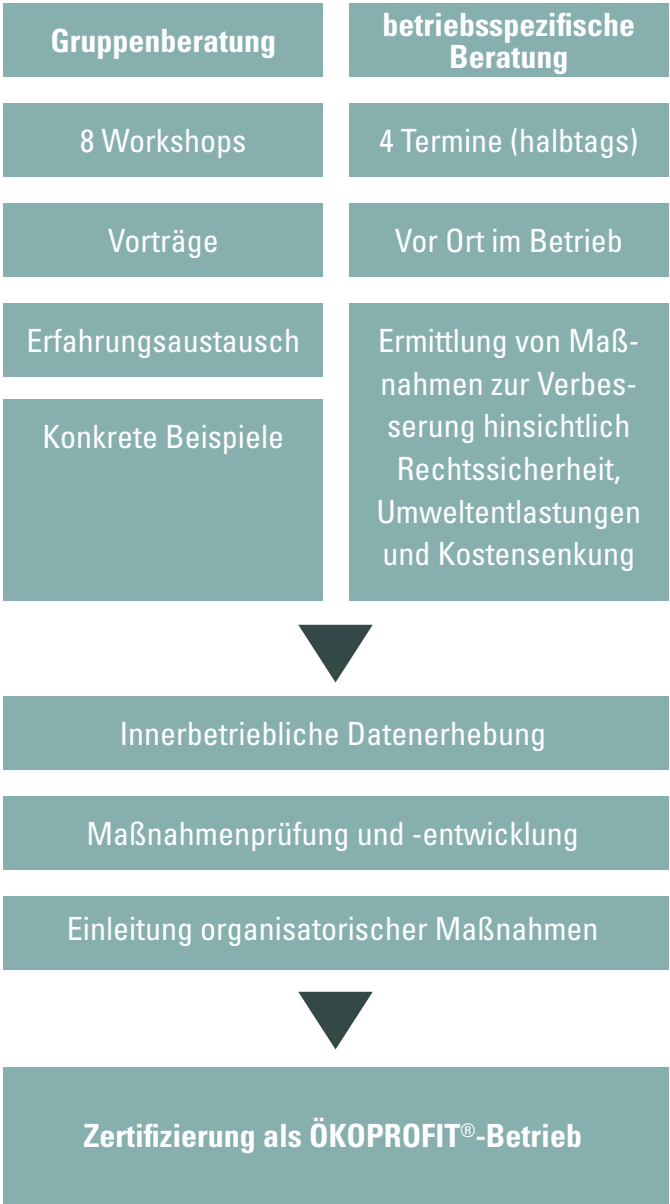 Gruppenberatung
8 Workshops
Vorträge
Erfahrungsaustausch
Konkrete Beispiele
betriebsspezifische
Beratung
4 Termine (halbtags)
Vor Ort im Betrieb
Ermittlung von Maß-
nahmen zur Verbes-
serung hinsichtlich
Rechtssicherheit,
Umweltentlastungen
und Kostensenkung
Innerbetriebliche Datenerhebung
Maßnahmenprüfung und -entwicklung
Einleitung organisatorischer Maßnahmen
Zertifizierung als ÖKOPROFIT®-Betrieb